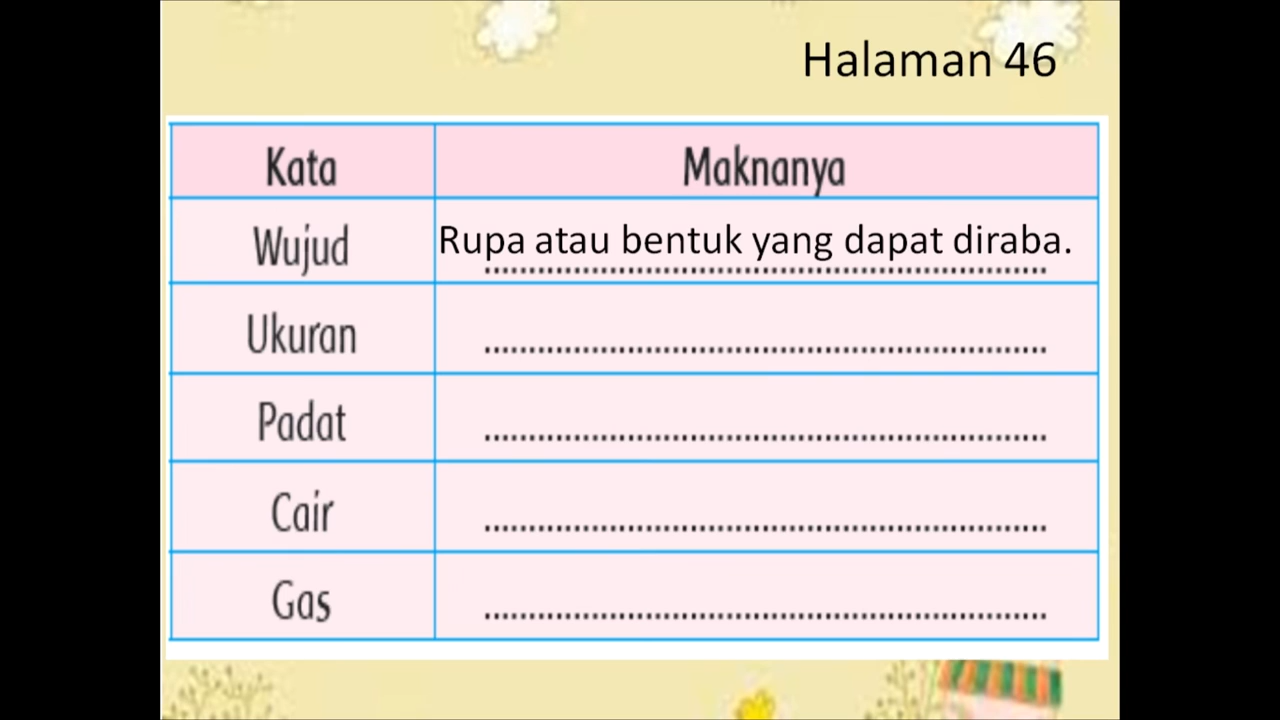 Halaman 46
Kata Maknanya
Wujud Rupa atau bentuk yang dapat diraba.
Ukuran ........................................................
Padat ........................................................
Cair ........................................................
Gas ........................................................